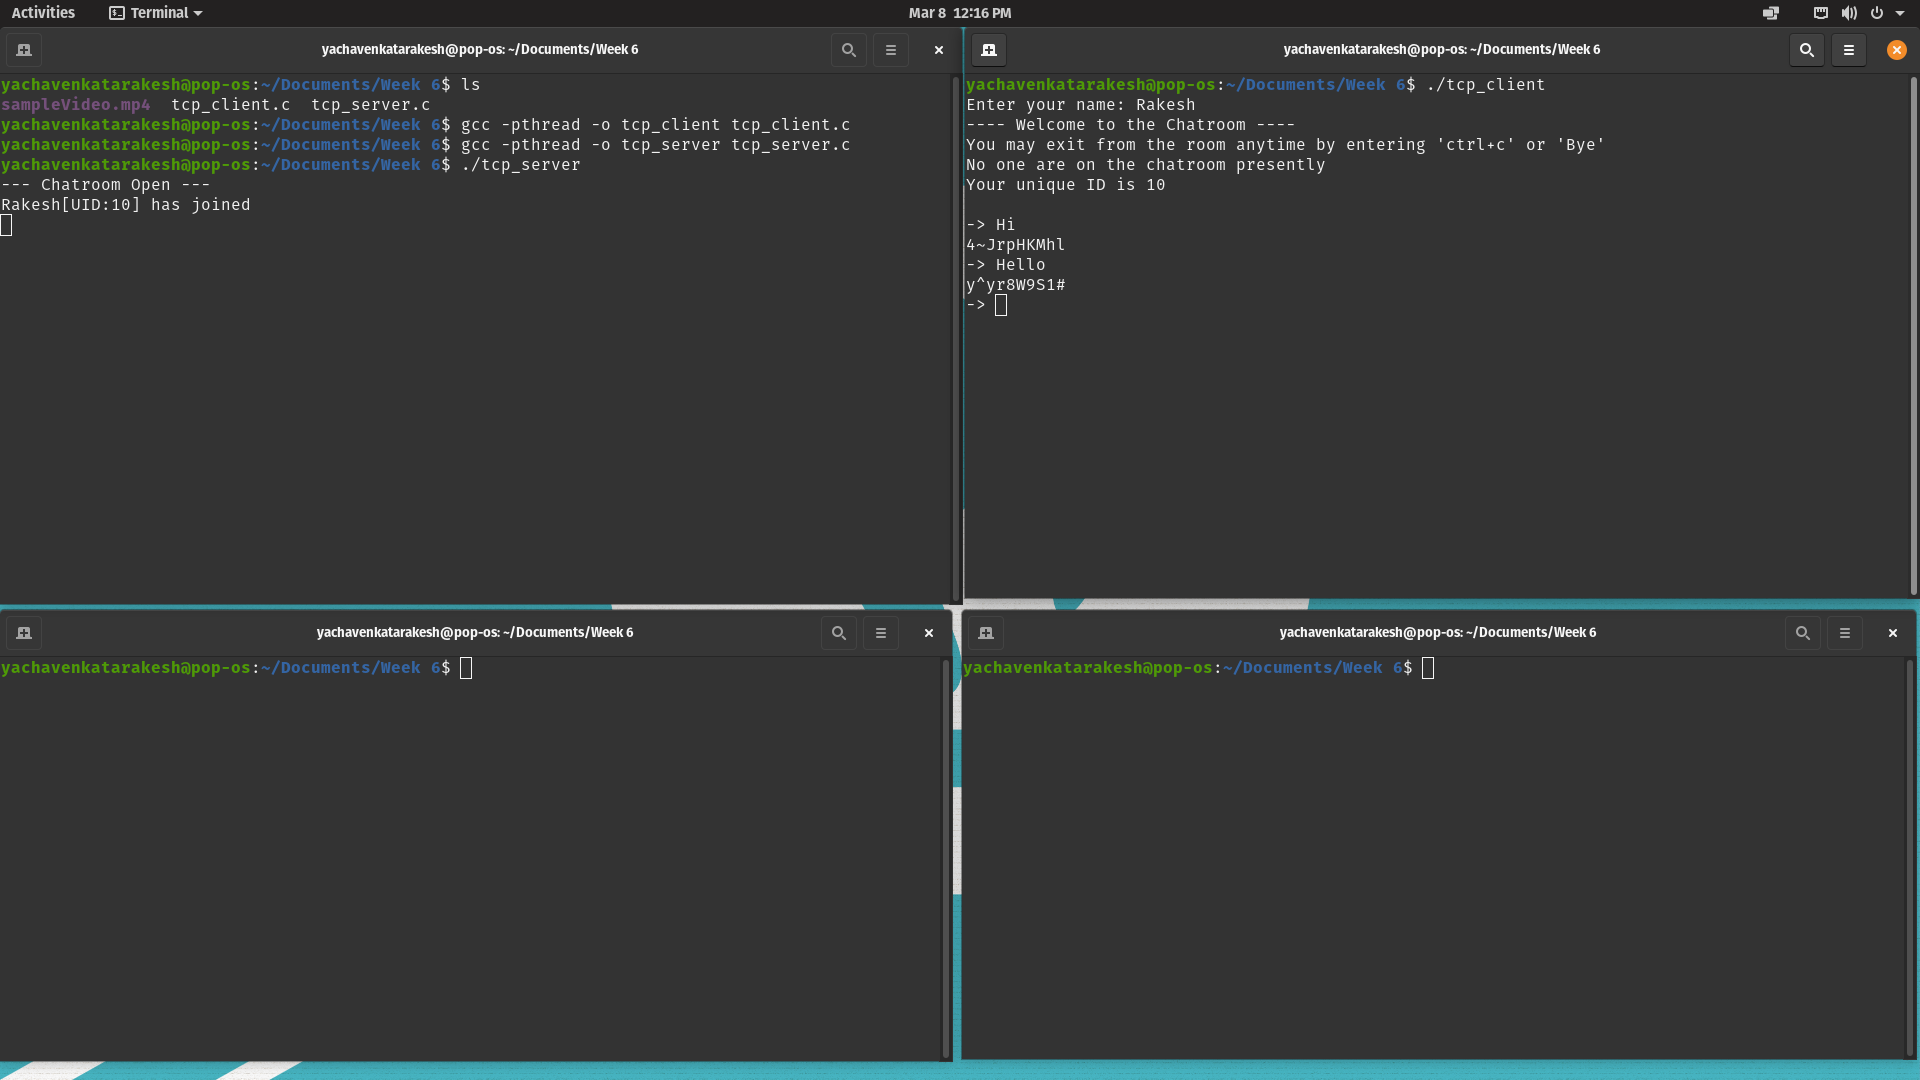 Activities Terminal Mar 8 12:16 PM
yachavenkatarakesh@pop-os: ~/Documents/Week 6
yachavenkatarakesh@pop-os:~/Documents/Week 6$ ls
sampleVideo.mp4 tcp_client.c tcp_server.c
yachavenkatarakesh@pop-os:~/Documents/Week 6$ gcc -pthread -o tcp_client tcp_client.c
yachavenkatarakesh@pop-os:~/Documents/Week 6$ gcc -pthread -o tcp_server tcp_server.c
yachavenkatarakesh@pop-os:~/Documents/Week 6$ ./tcp_server
--- Chatroom Open ---
Rakesh[UID:10] has joined
yachavenkatarakesh@pop-os: ~/Documents/Week 6
yachavenkatarakesh@pop-os:~/Documents/Week 6$ ./tcp_client
Enter your name: Rakesh
---- Welcome to the Chatroom ----
You may exit from the room anytime by entering 'ctrl+c' or 'Bye'
No one are on the chatroom presently
Your unique ID is 10
-> Hi
4~JrpHKMhl
-> Hello
y^yr8W9S1#
->
yachavenkatarakesh@pop-os: ~/Documents/Week 6
yachavenkatarakesh@pop-os:~/Documents/Week 6$
yachavenkatarakesh@pop-os: ~/Documents/Week 6
yachavenkatarakesh@pop-os:~/Documents/Week 6$